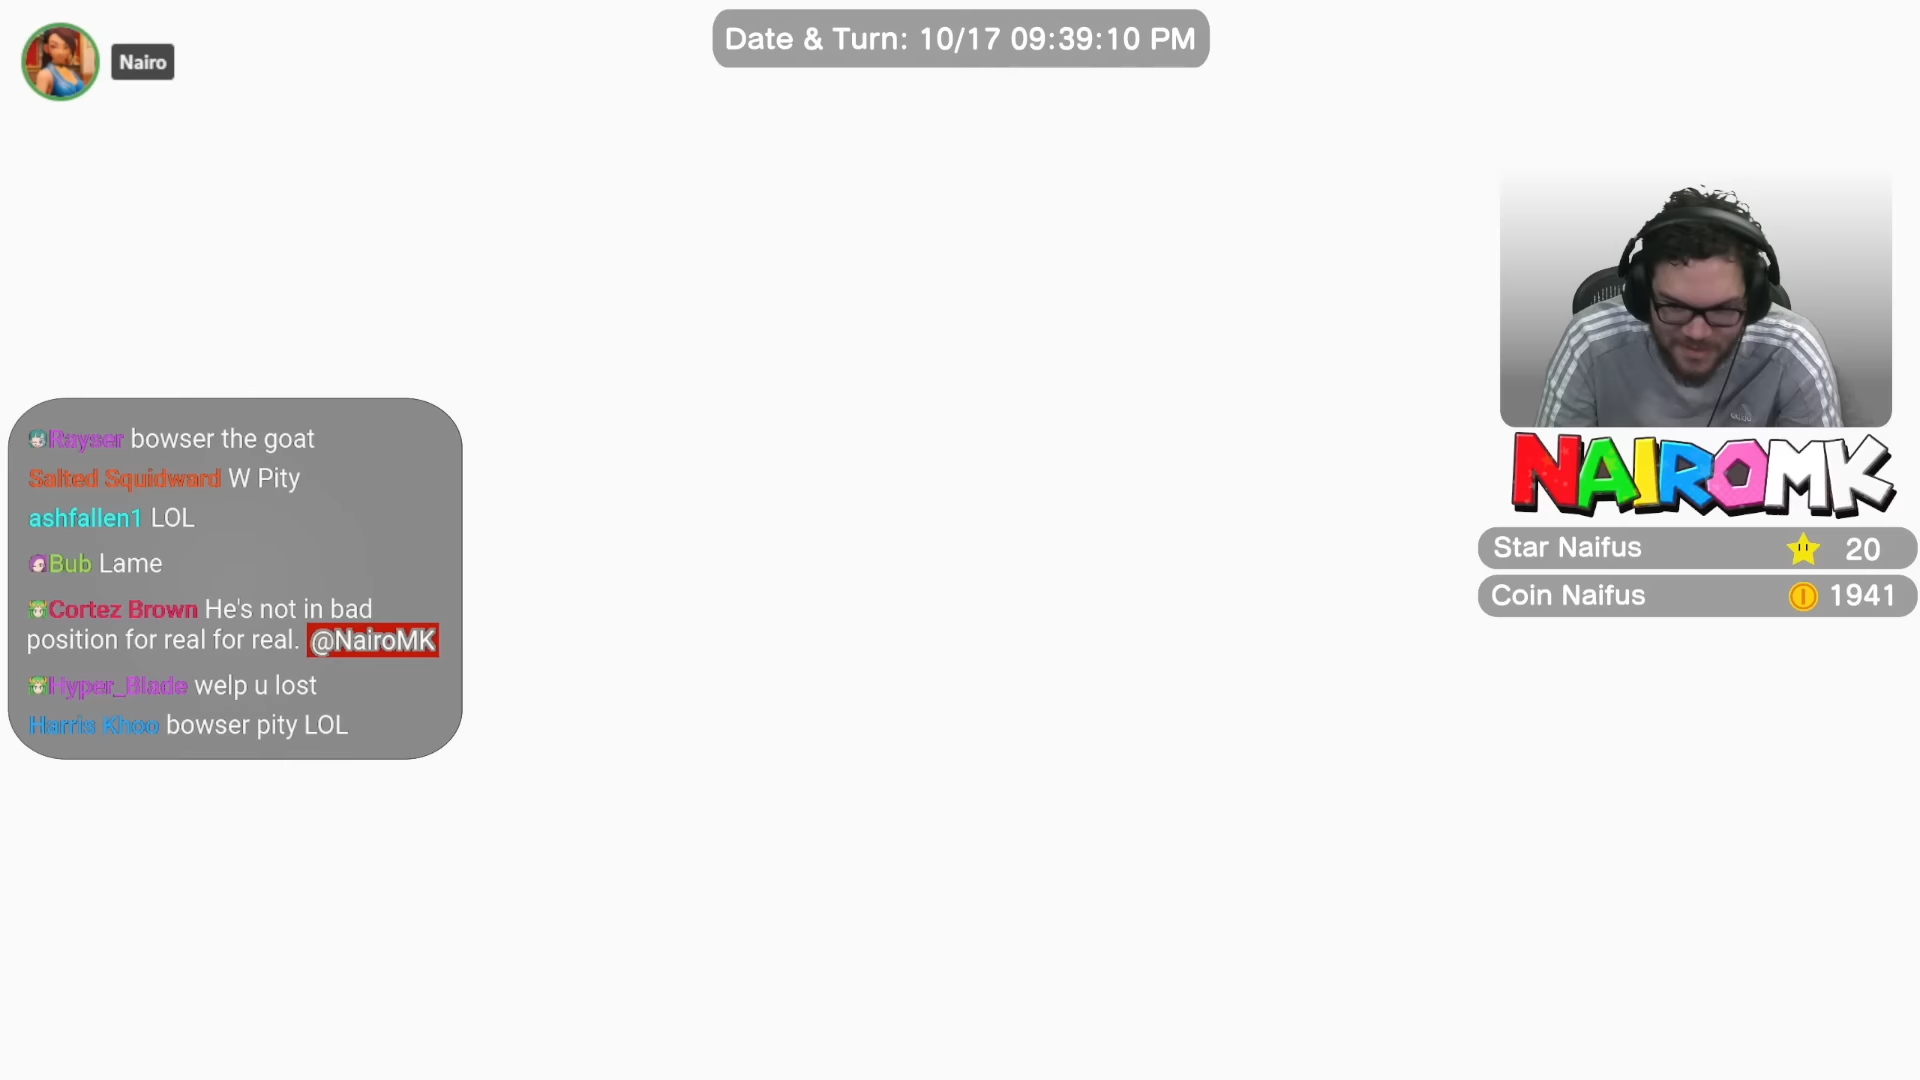 Nairo
Date & Turn: 10/17 09:39:10 PM
Rayser bowser the goat
Salted Squidward W Pity
ashfallen1 LOL
Bub Lame
Cortez Brown He's not in bad
position for real for real. @NairoMK
Hyper_Blade welp u lost
Harris Khoo bowser pity LOL
NAIROMK
Star Naifus 20
Coin Naifus 1941